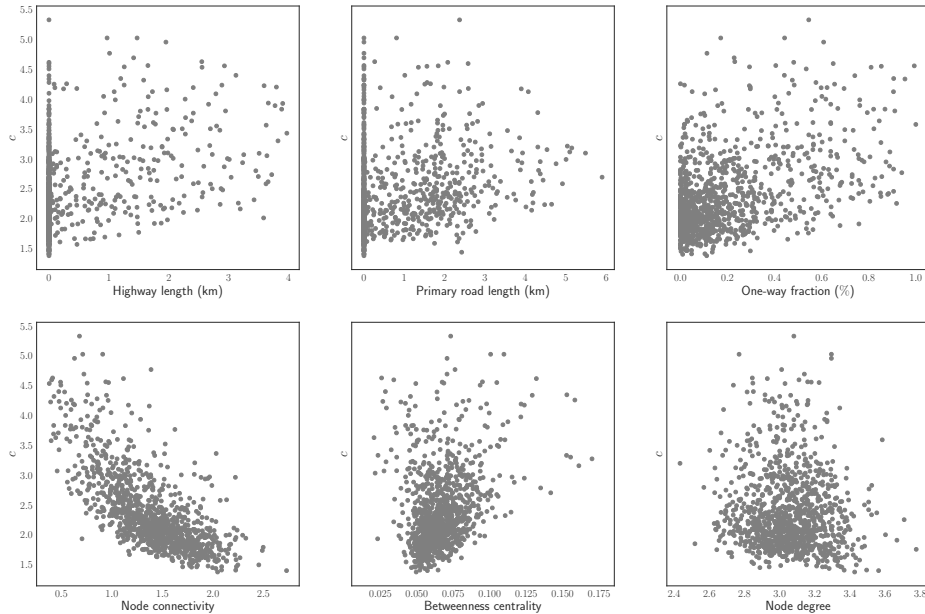 5.5
5.0
4.5
4.0
3.5
3.0
2.5
2.0
1.5
c
0 1 2 3 4
Highway length (km)
c
0 1 2 3 4 5 6
Primary road length (km)
c
0.0 0.2 0.4 0.6 0.8 1.0
One-way fraction (%)
5.5
5.0
4.5
4.0
3.5
3.0
2.5
2.0
1.5
c
0.5 1.0 1.5 2.0 2.5
Node connectivity
c
0.025 0.050 0.075 0.100 0.125 0.150 0.175
Betweenness centrality
c
2.4 2.6 2.8 3.0 3.2 3.4 3.6 3.8
Node degree